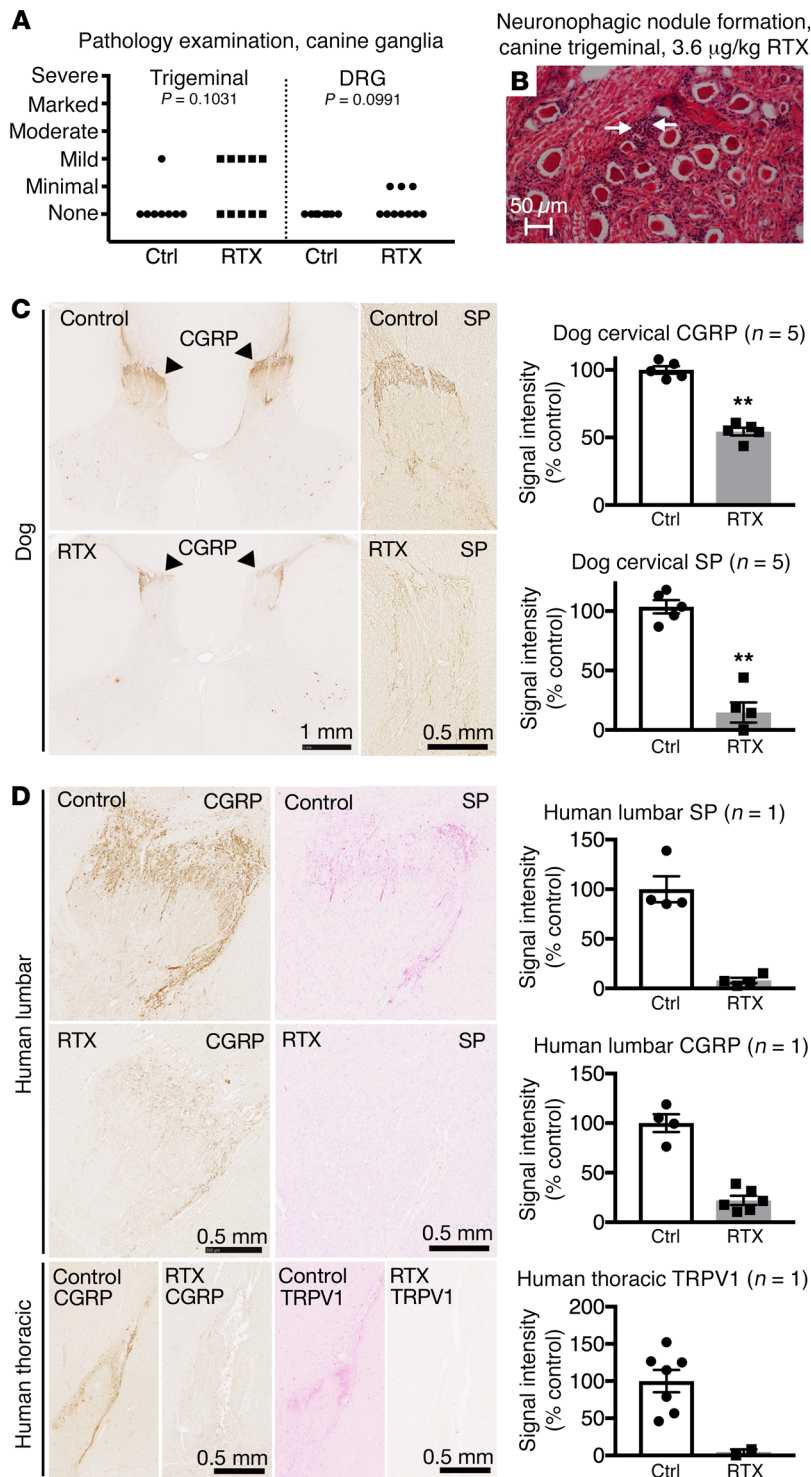 A
Pathology examination, canine ganglia
Severe
Marked
Moderate
Mild
Minimal
None
Trigeminal
P = 0.1031
DRG
P = 0.0991
Ctrl
RTX
Ctrl
RTX
Neuronophagic nodule formation,
canine trigeminal, 3.6 μg/kg RTX
B
50 μm
C
Dog
Control
CGRP
Control
SP
RTX
CGRP
1 mm
RTX
SP
0.5 mm
Dog cervical CGRP (n = 5)
Signal intensity
(% control)
100
50
0
**
Ctrl
RTX
Dog cervical SP (n = 5)
Signal intensity
(% control)
100
50
0
**
Ctrl
RTX
D
Human lumbar
Control
CGRP
Control
SP
RTX
CGRP
0.5 mm
RTX
SP
0.5 mm
Human lumbar SP (n = 1)
Signal intensity
(% control)
150
100
50
0
Ctrl
RTX
Human lumbar CGRP (n = 1)
Signal intensity
(% control)
150
100
50
0
Ctrl
RTX
Human thoracic
Control
CGRP
RTX
CGRP
0.5 mm
Control
TRPV1
RTX
TRPV1
0.5 mm
Human thoracic TRPV1 (n = 1)
Signal intensity
(% control)
200
150
100
50
0
Ctrl
RTX